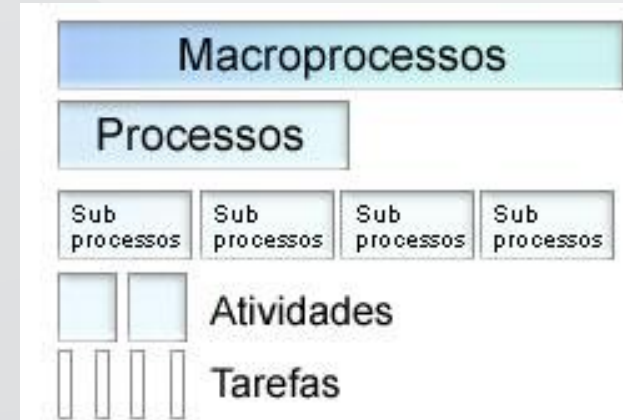 Macroprocessos
Processos
Sub Sub Sub Sub
processos processos processos processos
Atividades
Tarefas